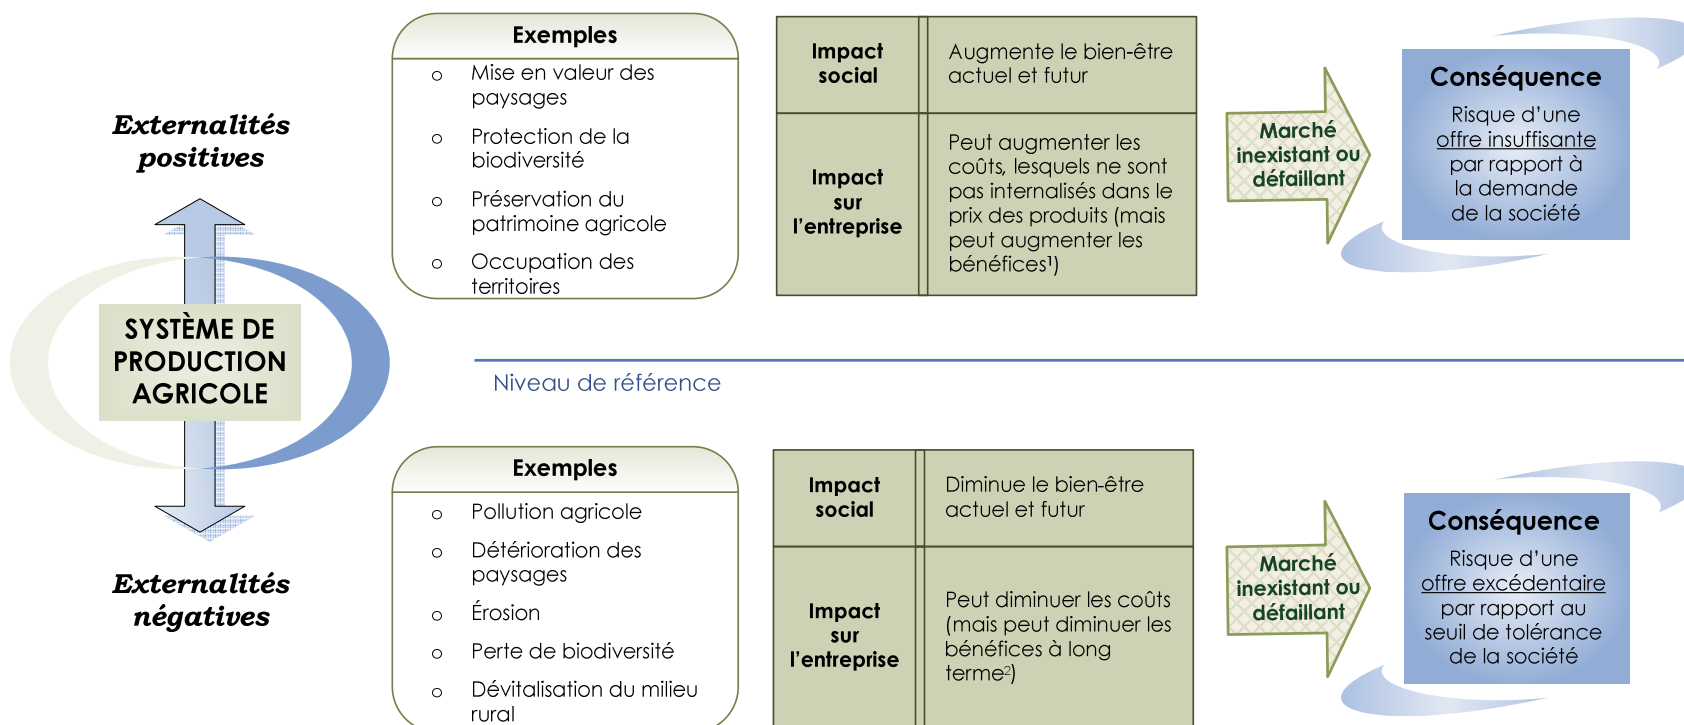 Externalités
positives
SYSTÈME DE
PRODUCTION
AGRICOLE
Externalités
négatives
Exemples
o Mise en valeur des
paysages
o Protection de la
biodiversité
o Préservation du
patrimoine agricole
o Occupation des
territoires
Impact
social
Augmente le bien-être
actuel et futur
Impact
sur
l'entreprise
Peut augmenter les
coûts, lesquels ne sont
pas internalisés dans le
prix des produits (mais
peut augmenter les
bénéfices¹)
Marché
inexistant ou
défaillant
Conséquence
Risque d'une
offre insuffisante
par rapport à
la demande
de la société
Niveau de référence
Exemples
o Pollution agricole
o Détérioration des
paysages
o Érosion
o Perte de biodiversité
o Dévitalisation du milieu
rural
Impact
social
Diminue le bien-être
actuel et futur
Impact
sur
l'entreprise
Peut diminuer les coûts
(mais peut diminuer les
bénéfices à long
terme²)
Marché
inexistant ou
défaillant
Conséquence
Risque d'une
offre excédentaire
par rapport au
seuil de tolérance
de la société